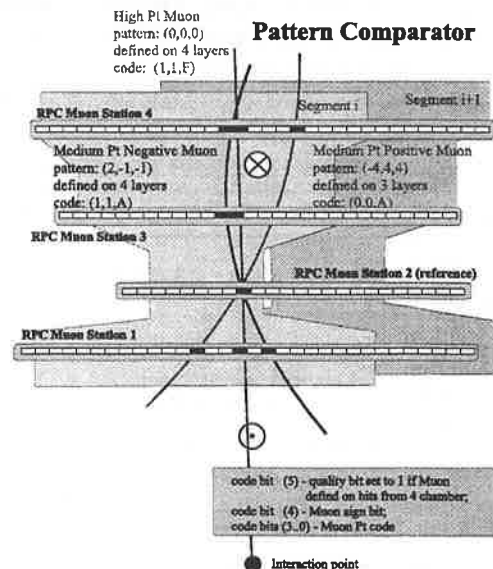 High Pt Muon
pattern: (0,0,0)
defined on 4 layers
code: (1,1,F)
Pattern Comparator
Segment i
Segment i+1
RPC Muon Station 4
Medium Pt Negative Muon
pattern: (2,-1,-1)
defined on 4 layers
code: (1,1,A)
Medium Pt Positive Muon
pattern: (-4,4,4)
defined on 3 layers
code: (0,0,A)
RPC Muon Station 3
RPC Muon Station 2 (reference)
RPC Muon Station 1
code bit (5) - quality bit set to 1 if Muon
defind on hits from 4 chamber;
code bit (4) - Muon sign bit;
code bits (3..0) - Muon Pt code
Interaction point